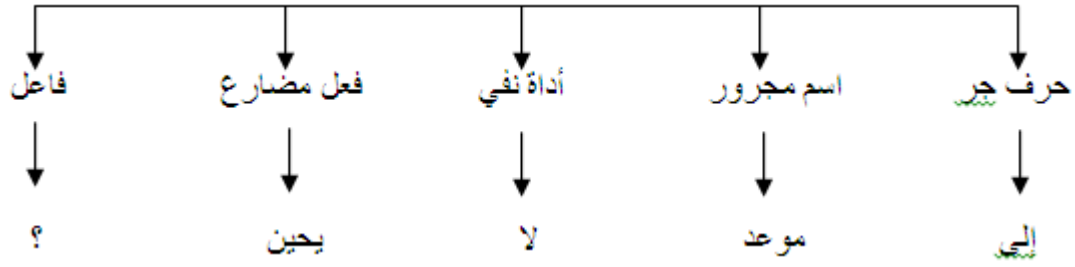 حرف جر اسم مجرور أداة نفي فعل مضارع فاعل
إلى موعد لا يحين ؟